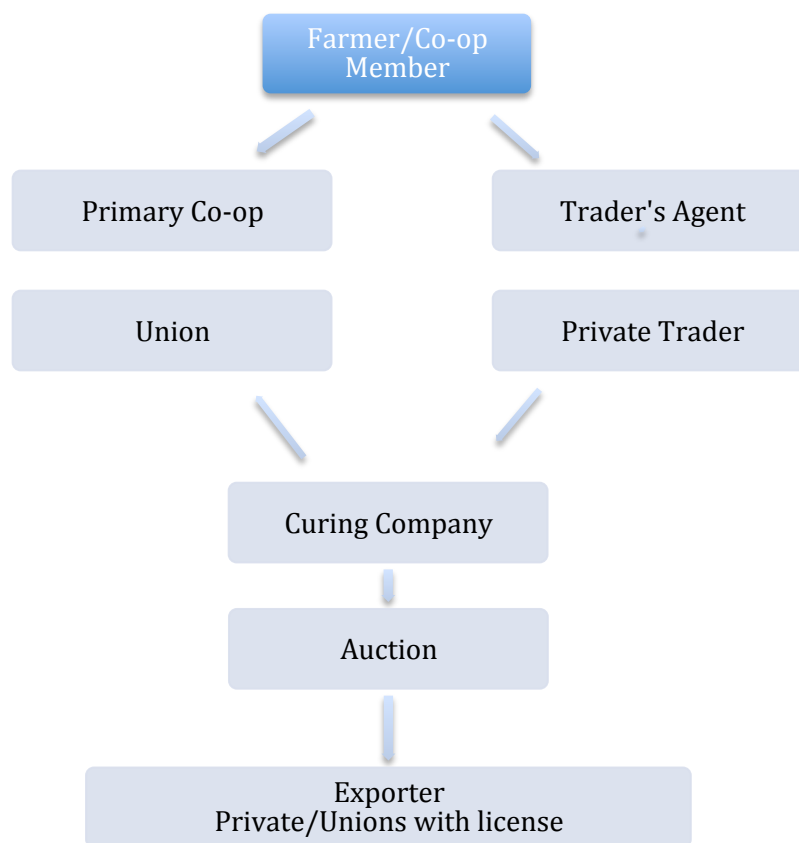 Farmer/Co-op
Member
Primary Co-op
Trader's Agent
Union
Private Trader
Curing Company
Auction
Exporter
Private/Unions with license